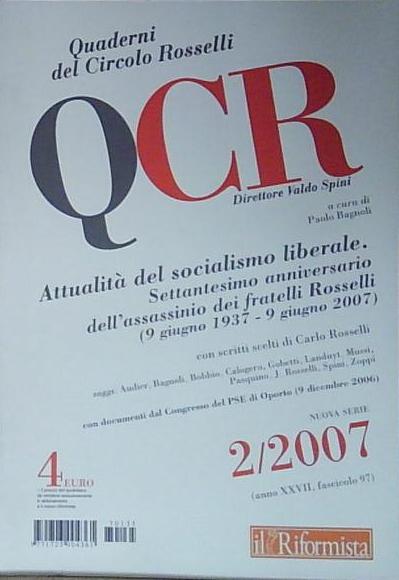 Quaderni
del Circolo Rosselli
QCR
Direttore Valdo Spini
a cura di
Paolo Bagnoli
Attualità del socialismo liberale.
Settantesimo anniversario
dell'assassinio dei fratelli Rosselli
(9 giugno 1937 - 9 giugno 2007)
con scritti scelti di Carlo Rosselli
saggi: Audier, Bagnoli, Bobbio, Calogero, Gobetti, Landuyt, Mussi,
Pasquino, J. Rosselli, Spini, Zoppi
con documenti dal Congresso del PSE di Oporto (9 dicembre 2006)
NUOVA SERIE
2/2007
(anno XXVII, fascicolo 97)
4 EURO
il Riformista